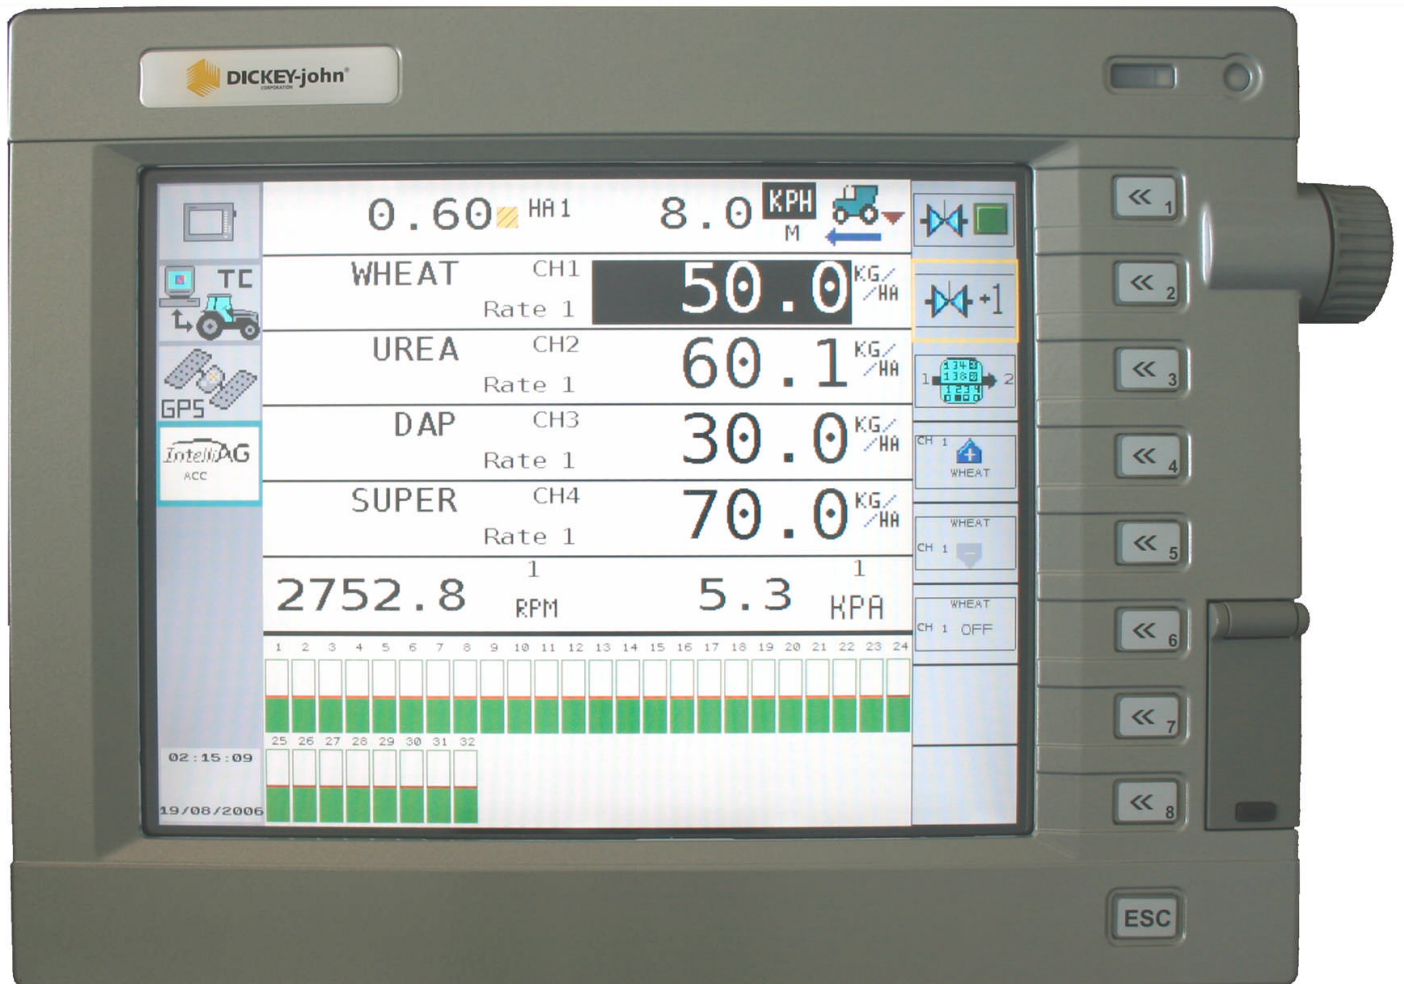 DICKEY-john®
CORPORATION
0.60 HA1 8.0 KPH
M
TC
WHEAT CH1 50.0 KG/
/HA
Rate 1
+1
UREA CH2 60.1 KG/
/HA
Rate 1
1 2
GPS
DAP CH3 30.0 KG/
/HA
Rate 1
IntelliAG
ACC
CH 1
WHEAT
SUPER CH4 70.0 KG/
/HA
Rate 1
WHEAT
CH 1
2752.8 1 RPM 5.3 1 KPA
WHEAT
CH 1 OFF
1 2 3 4 5 6 7 8 9 10 11 12 13 14 15 16 17 18 19 20 21 22 23 24
25 26 27 28 29 30 31 32
02:15:09
19/08/2006
<< 1
<< 2
<< 3
<< 4
<< 5
<< 6
<< 7
<< 8
ESC